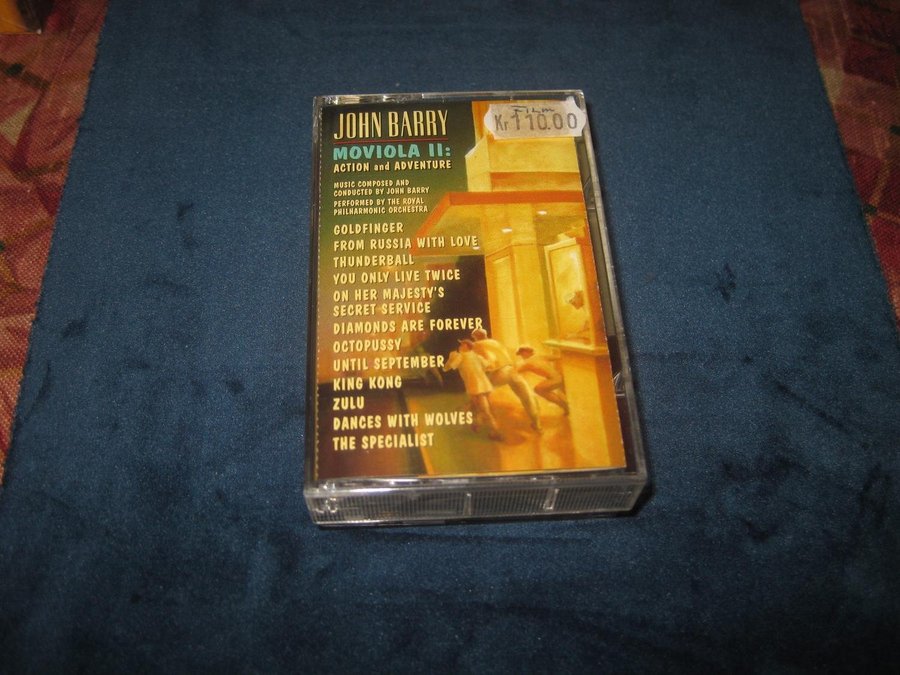 JOHN BARRY
MOVIOLA II:
ACTION and ADVENTURE
MUSIC COMPOSED AND
CONDUCTED BY JOHN BARRY
PERFORMED BY THE ROYAL
PHILHARMONIC ORCHESTRA
GOLDFINGER
FROM RUSSIA WITH LOVE
THUNDERBALL
YOU ONLY LIVE TWICE
ON HER MAJESTY'S
SECRET SERVICE
DIAMONDS ARE FOREVER
OCTOPUSSY
UNTIL SEPTEMBER
KING KONG
ZULU
DANCES WITH WOLVES
THE SPECIALIST
FILM
Kr 110.00